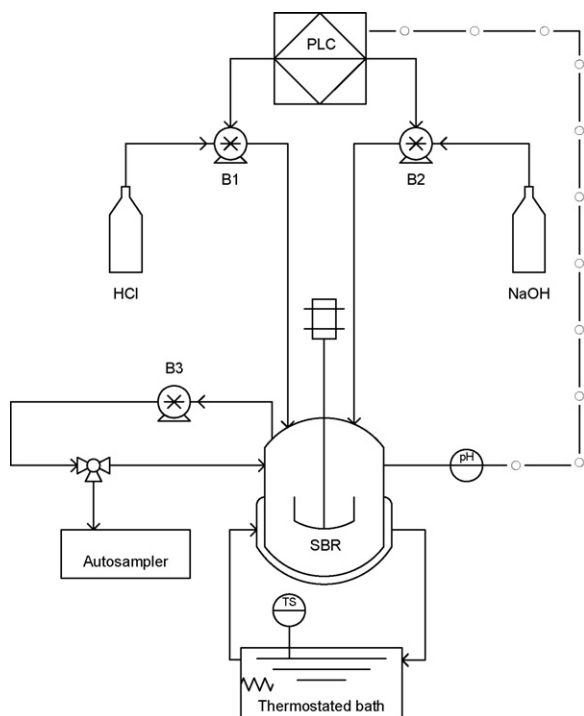 PLC
B1
B2
HCl
NaOH
B3
pH
SBR
Autosampler
TS
Thermostated bath